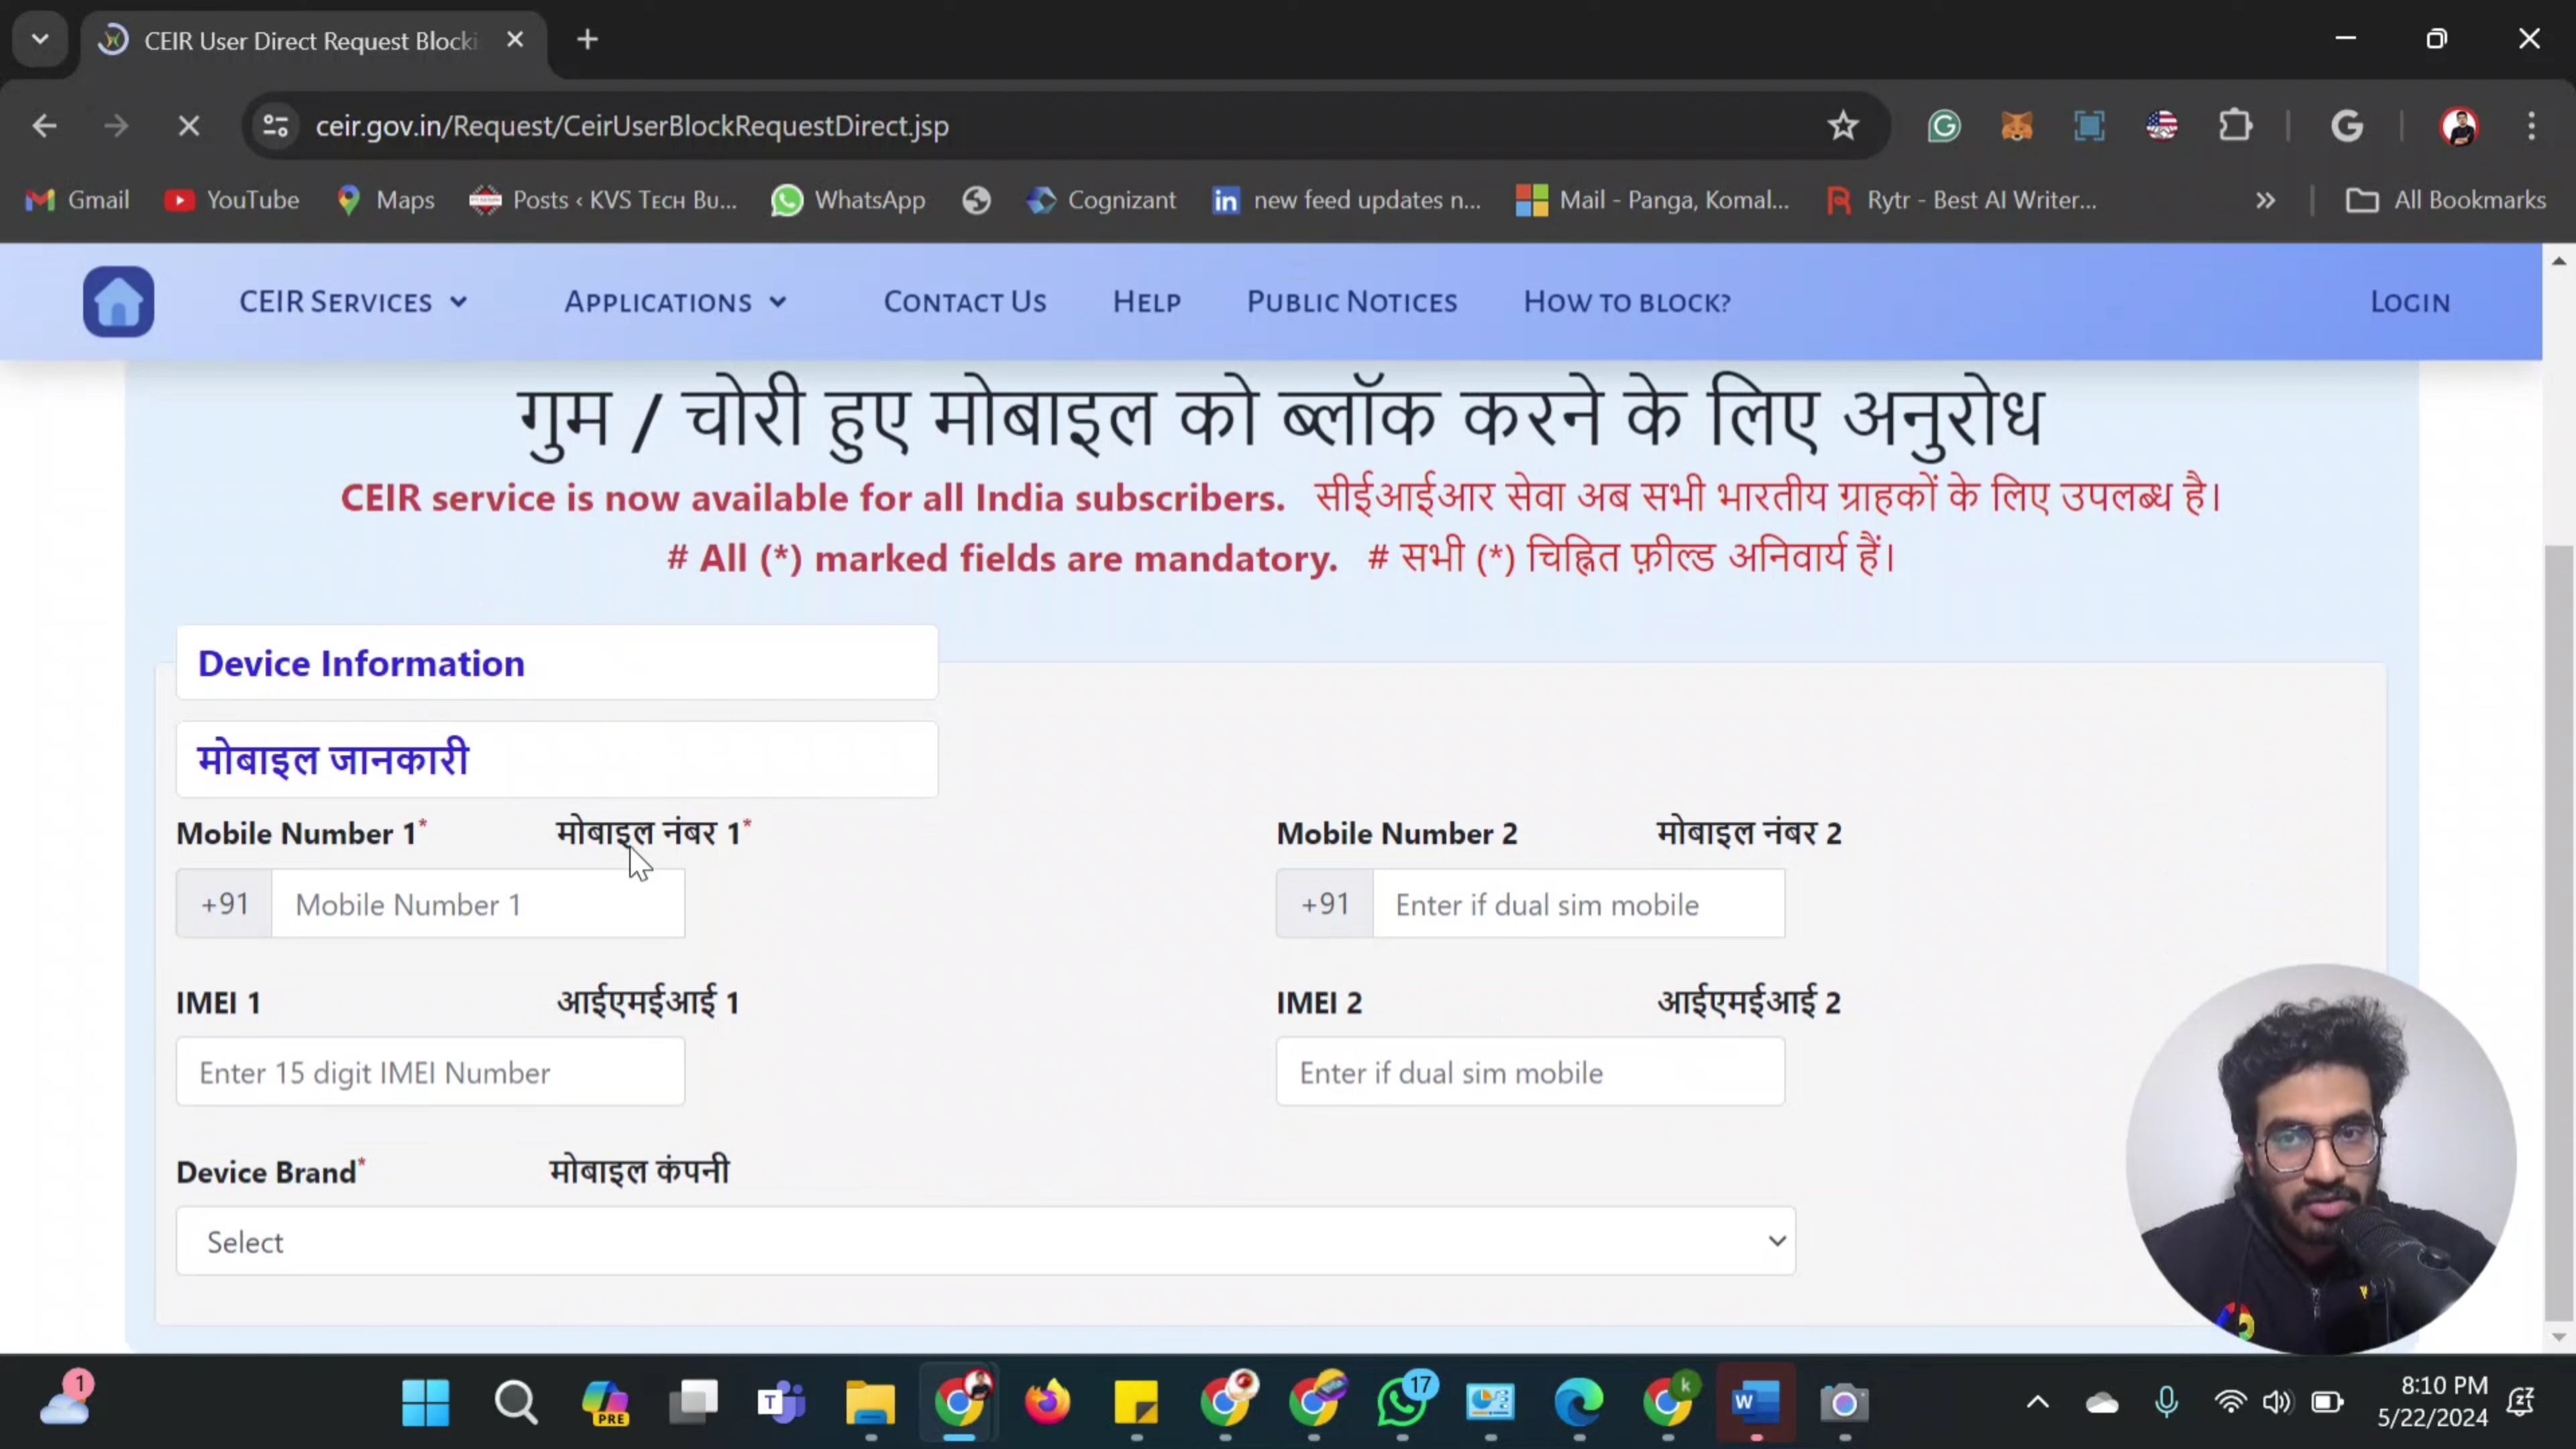 CEIR User Direct Request Blocki
ceir.gov.in/Request/CeirUserBlockRequestDirect.jsp
Gmail YouTube Maps Posts ‹ KVS Tech Bu... WhatsApp Cognizant new feed updates n... Mail - Panga, Komal... Rytr - Best AI Writer... » All Bookmarks
CEIR Services Applications Contact Us Help Public Notices How to block? Login
गुम / चोरी हुए मोबाइल को ब्लॉक करने के लिए अनुरोध
CEIR service is now available for all India subscribers. सीईआईआर सेवा अब सभी भारतीय ग्राहकों के लिए उपलब्ध है।
# All (*) marked fields are mandatory. # सभी (*) चिह्नित फ़ील्ड अनिवार्य हैं।
Device Information
मोबाइल जानकारी
Mobile Number 1* मोबाइल नंबर 1* Mobile Number 2 मोबाइल नंबर 2
+91 Mobile Number 1 +91 Enter if dual sim mobile
IMEI 1 आईएमईआई 1 IMEI 2 आईएमईआई 2
Enter 15 digit IMEI Number Enter if dual sim mobile
Device Brand* मोबाइल कंपनी
Select
1 PRE T 17 k W 8:10 PM
5/22/2024